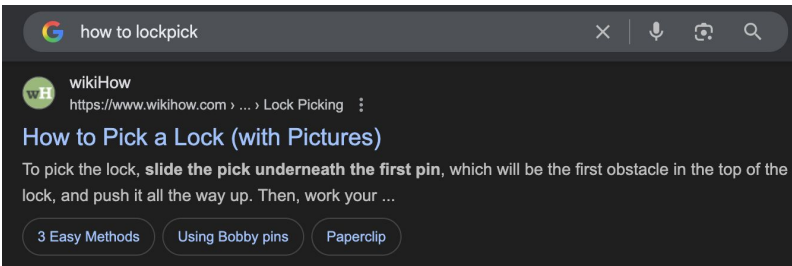 how to lockpick
wH
wikiHow
https://www.wikihow.com › ... › Lock Picking
How to Pick a Lock (with Pictures)
To pick the lock, slide the pick underneath the first pin, which will be the first obstacle in the top of the
lock, and push it all the way up. Then, work your ...
3 Easy Methods Using Bobby pins Paperclip